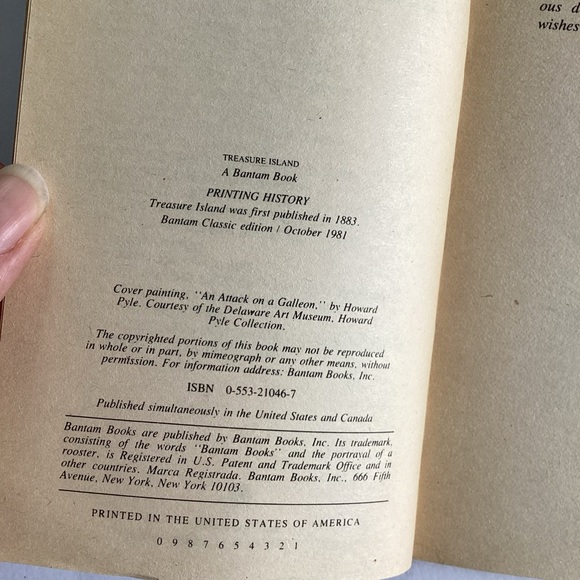 TREASURE ISLAND
A Bantam Book
PRINTING HISTORY
Treasure Island was first published in 1883.
Bantam Classic edition / October 1981
Cover painting, "An Attack on a Galleon," by Howard
Pyle. Courtesy of the Delaware Art Museum, Howard
Pyle Collection.
The copyrighted portions of this book may not be reproduced
in whole or in part, by mimeograph or any other means, without
permission. For information address: Bantam Books, Inc.
ISBN 0-553-21046-7
Published simultaneously in the United States and Canada
Bantam Books are published by Bantam Books, Inc. Its trademark,
consisting of the words "Bantam Books" and the portrayal of a
rooster, is Registered in U.S. Patent and Trademark Office and in
other countries. Marca Registrada. Bantam Books, Inc., 666 Fifth
Avenue, New York, New York 10103.
PRINTED IN THE UNITED STATES OF AMERICA
0 9 8 7 6 5 4 3 2 1
ous d
wishes